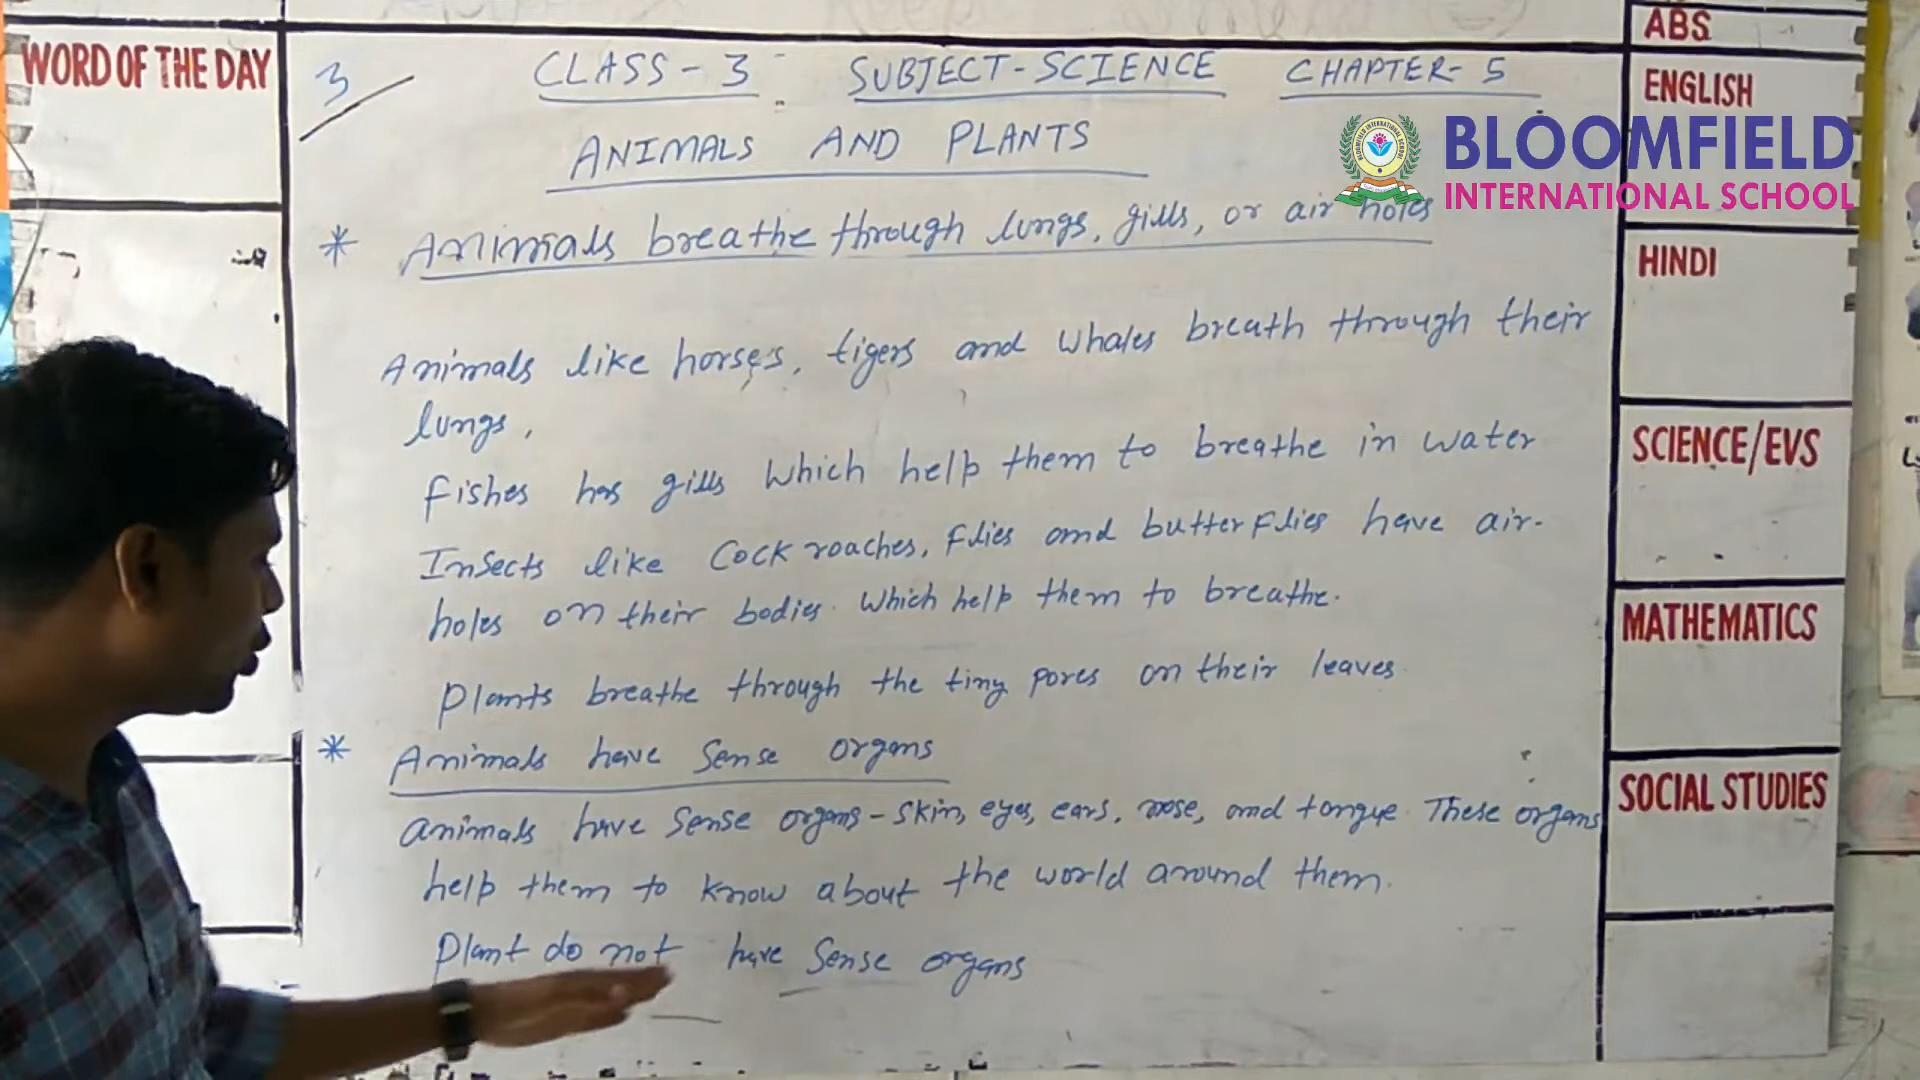 WORD OF THE DAY
3
CLASS - 3 SUBJECT - SCIENCE CHAPTER - 5
ANIMALS AND PLANTS
* Animals breathe through lungs, gills, or air holes
Animals like horses, tigers and whales breath through their
lungs,
fishes has gills which help them to breathe in water
Insects like Cockroaches, flies and butterflies have air-
holes on their bodies. which help them to breathe.
plants breathe through the tiny pores on their leaves.
* Animals have sense organs
animals have sense organs - skin, eyes, ears, nose, and tongue. These organs
help them to know about the world around them.
Plant do not have sense organs
ABS
ENGLISH
HINDI
SCIENCE/EVS
MATHEMATICS
SOCIAL STUDIES
BLOOMFIELD
INTERNATIONAL SCHOOL